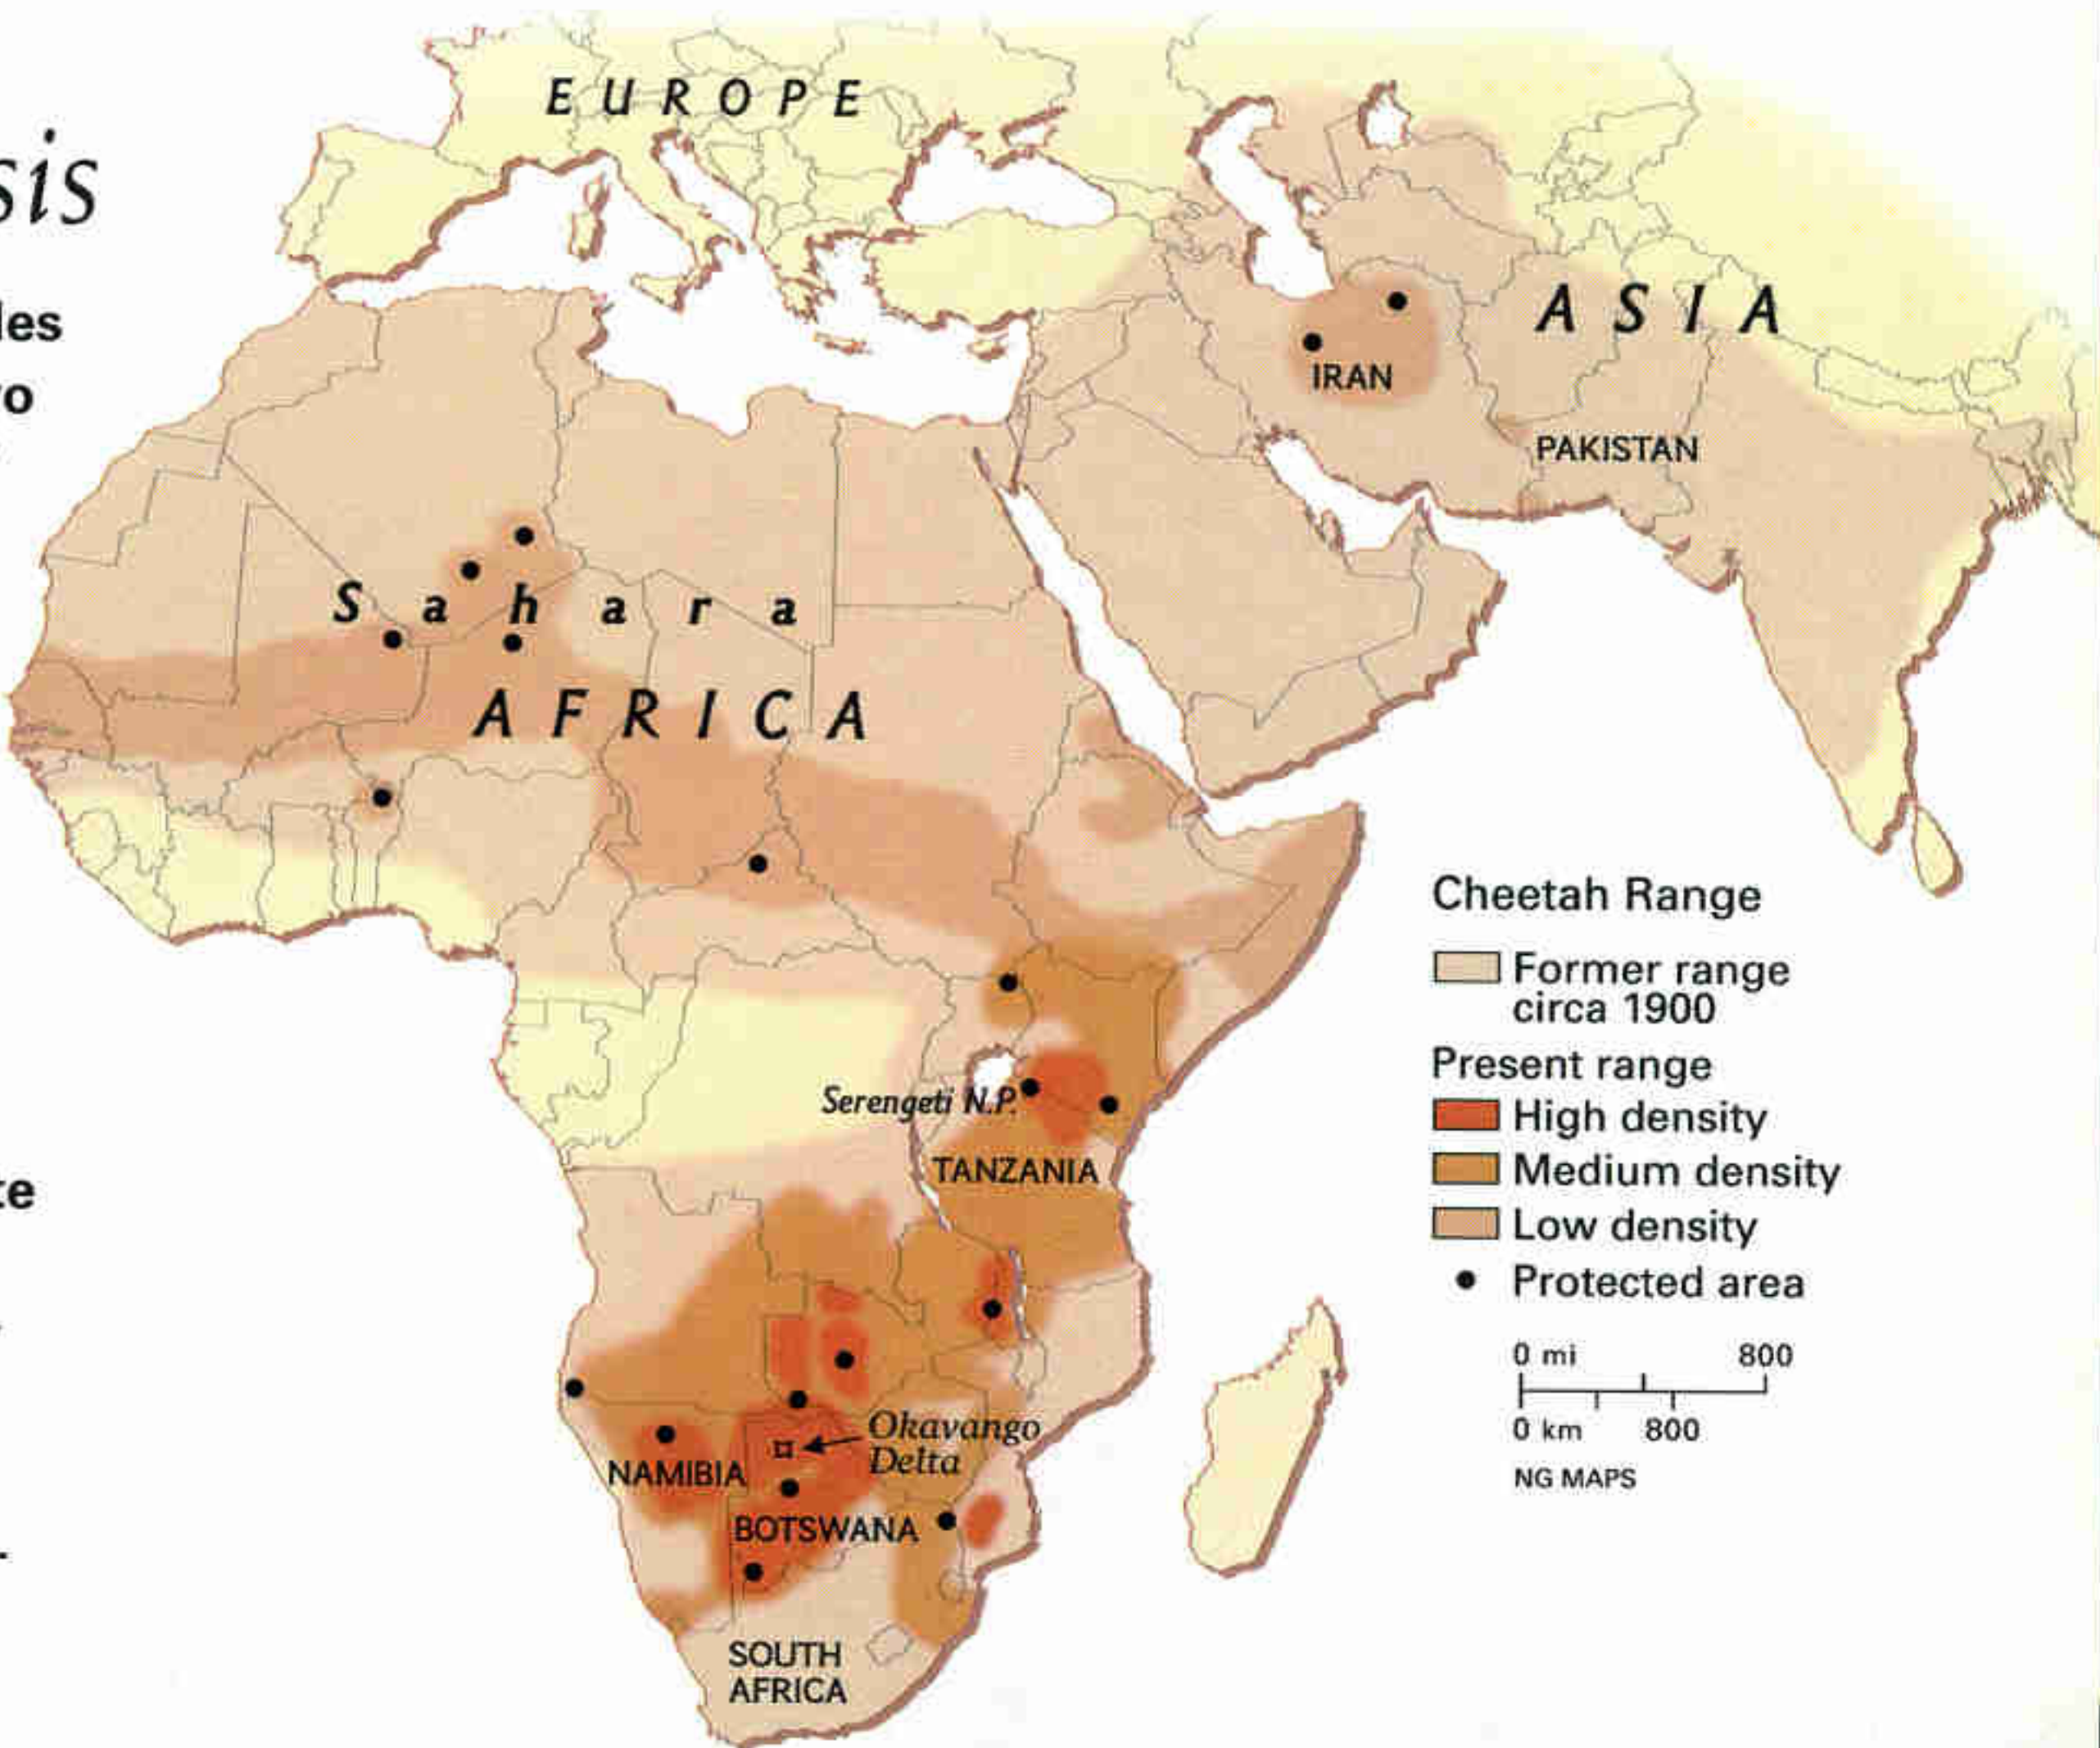 sis
les
ro
te
EUROPE
ASIA
IRAN
PAKISTAN
Sahara
AFRICA
Serengeti N.P.
TANZANIA
Okavango
Delta
NAMIBIA
BOTSWANA
SOUTH
AFRICA
Cheetah Range
Former range
circa 1900
Present range
High density
Medium density
Low density
Protected area
0 mi 800
0 km 800
NG MAPS